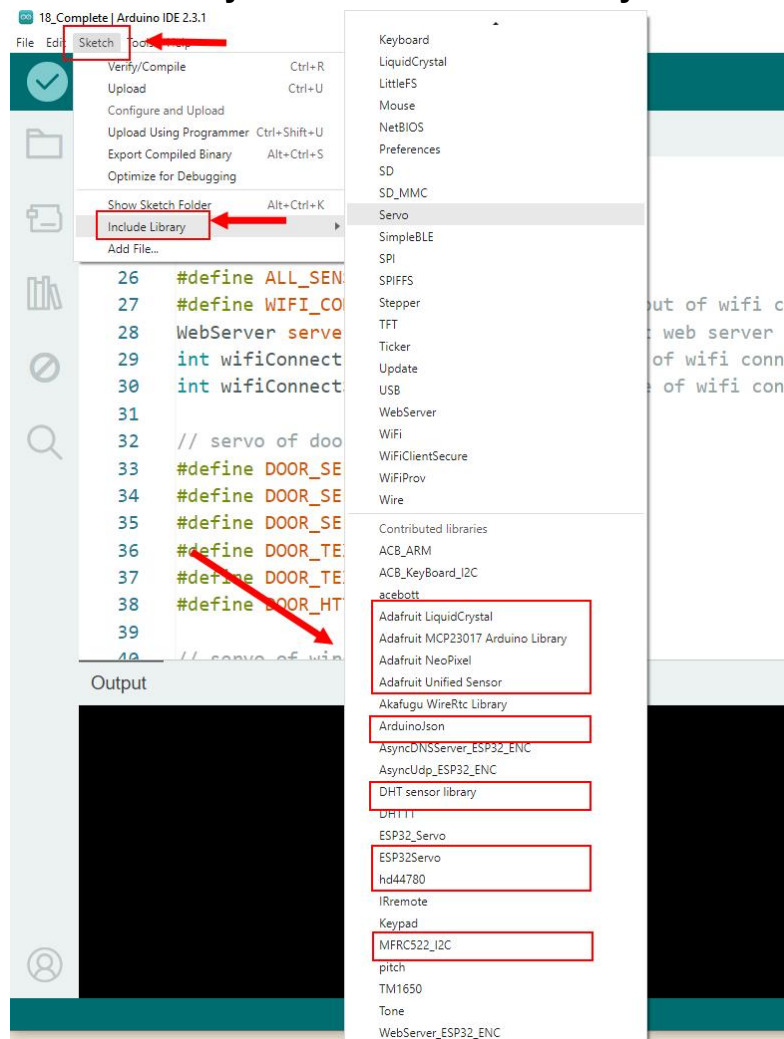 18_Complete | Arduino IDE 2.3.1
File Edit Sketch Tools Help
Verify/Compile Ctrl+R
Upload Ctrl+U
Configure and Upload
Upload Using Programmer Ctrl+Shift+U
Export Compiled Binary Alt+Ctrl+S
Optimize for Debugging
Show Sketch Folder Alt+Ctrl+K
Include Library
Add File...
Keyboard
LiquidCrystal
LittleFS
Mouse
NetBIOS
Preferences
SD
SD_MMC
Servo
SimpleBLE
SPI
SPIFFS
Stepper
TFT
Ticker
Update
USB
WebServer
WiFi
WiFiClientSecure
WiFiProv
Wire
Contributed libraries
ACB_ARM
ACB_KeyBoard_I2C
acebott
Adafruit LiquidCrystal
Adafruit MCP23017 Arduino Library
Adafruit NeoPixel
Adafruit Unified Sensor
Akafugu WireRtc Library
ArduinoJson
AsyncDNSServer_ESP32_ENC
AsyncUdp_ESP32_ENC
DHT sensor library
ESP32_Servo
ESP32Servo
hd44780
IRremote
Keypad
MFRC522_I2C
pitch
TM1650
Tone
WebServer_ESP32_ENC
26 #define ALL_SEN
27 #define WIFI_CO out of wifi c
28 WebServer serve web server
29 int wifiConnect of wifi conn
30 int wifiConnect of wifi con
31
32 // servo of doo
33 #define DOOR_SE
34 #define DOOR_SE
35 #define DOOR_SE
36 #define DOOR_TE
37 #define DOOR_TE
38 #define DOOR_HT
39
40 // servo of win
Output